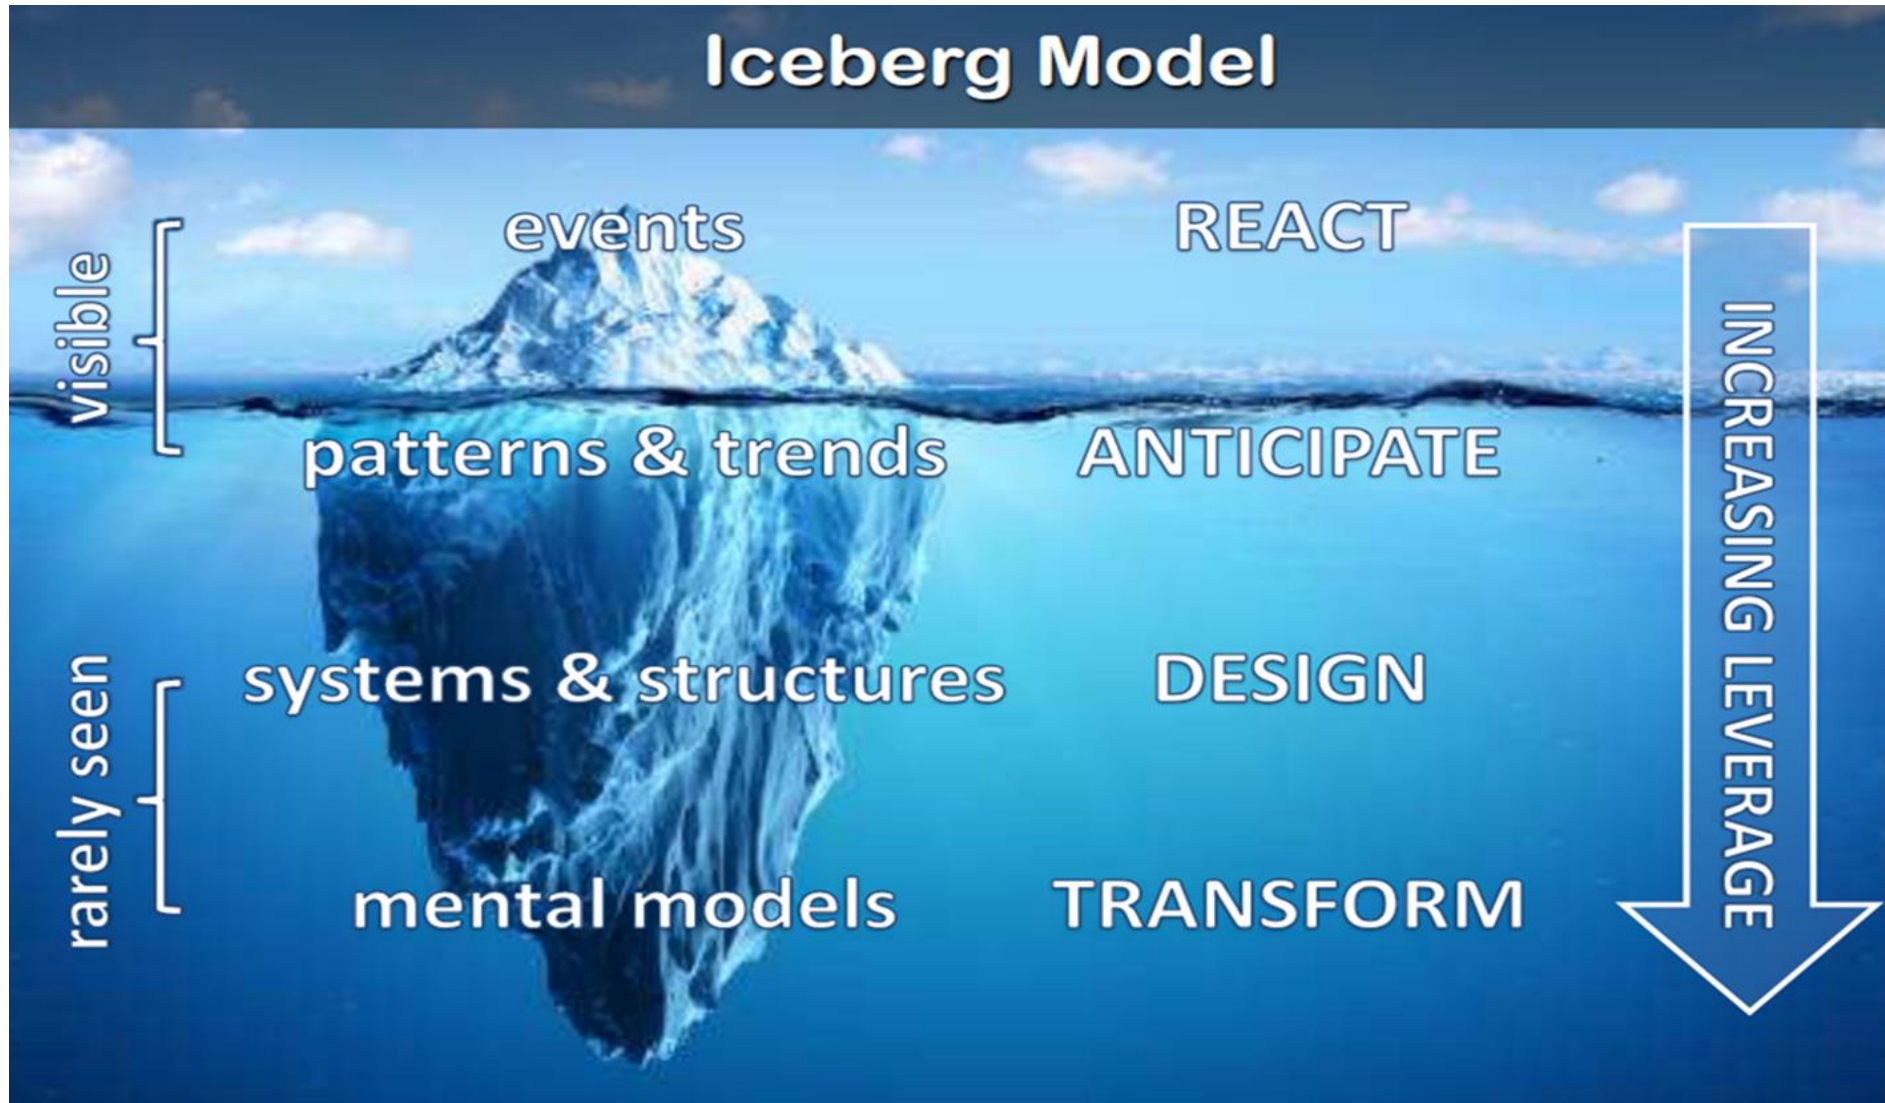 Iceberg Model
visible
events
REACT
patterns & trends
ANTICIPATE
rarely seen
systems & structures
DESIGN
mental models
TRANSFORM
INCREASING LEVERAGE